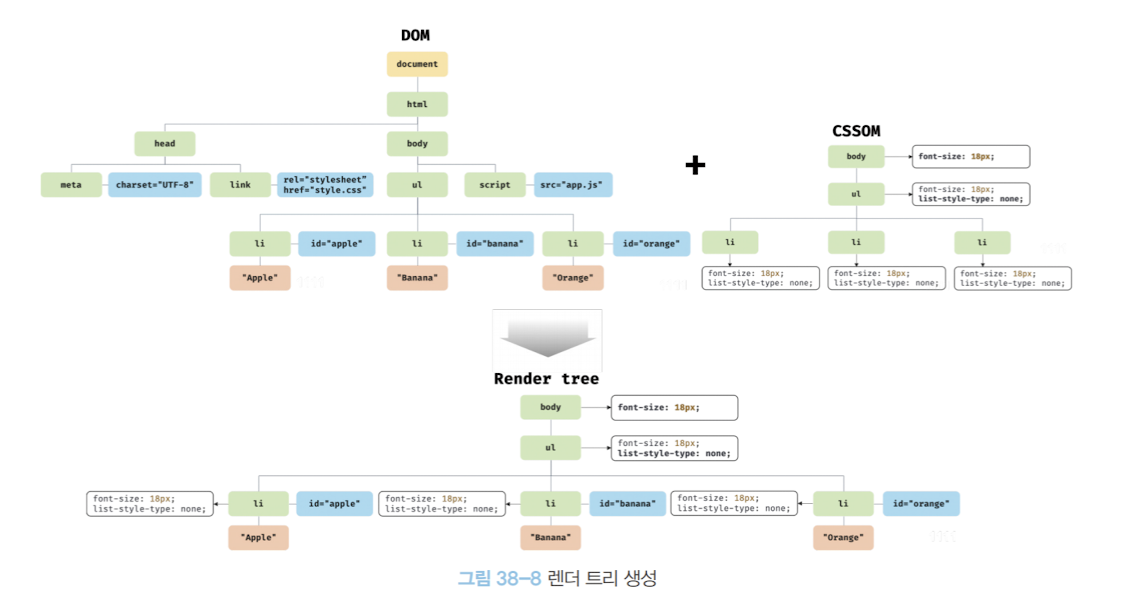 DOM
document
html
head
body
CSSOM
body
font-size: 18px;
meta
charset="UTF-8"
link
rel="stylesheet"
href="style.css"
ul
script
src="app.js"
+
ul
font-size: 18px;
list-style-type: none;
li
id="apple"
li
id="banana"
li
id="orange"
li
li
li
"Apple"
"Banana"
"Orange"
font-size: 18px;
list-style-type: none;
font-size: 18px;
list-style-type: none;
font-size: 18px;
list-style-type: none;
Render tree
body
font-size: 18px;
ul
font-size: 18px;
list-style-type: none;
font-size: 18px;
list-style-type: none;
li
id="apple"
font-size: 18px;
list-style-type: none;
li
id="banana"
font-size: 18px;
list-style-type: none;
li
id="orange"
"Apple"
"Banana"
"Orange"
그림 38-8 렌더 트리 생성